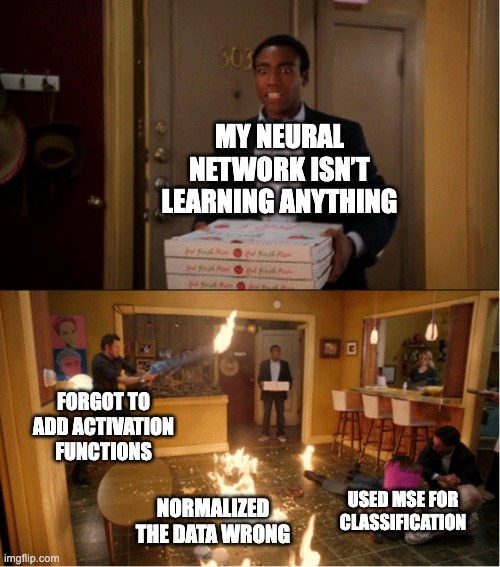 303
MY NEURAL
NETWORK ISN'T
LEARNING ANYTHING
FORGOT TO
ADD ACTIVATION
FUNCTIONS
NORMALIZED
THE DATA WRONG
USED MSE FOR
CLASSIFICATION
imgflip.com